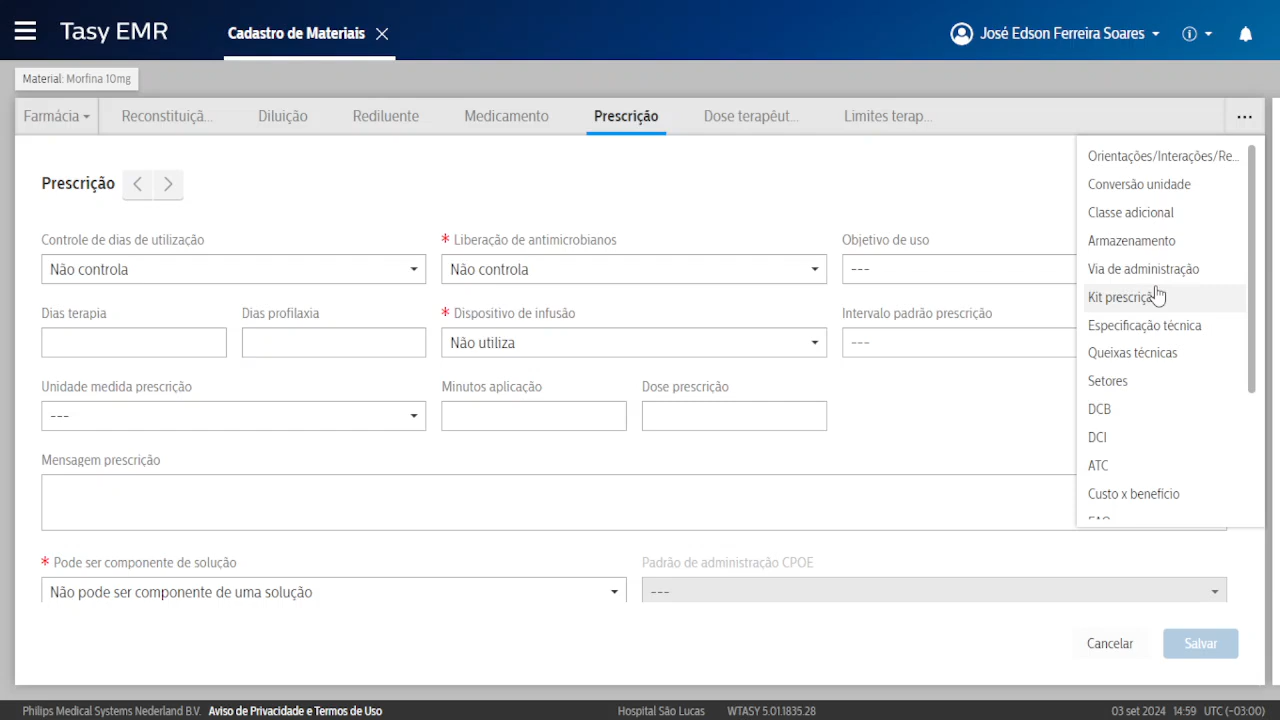 Tasy EMR
Cadastro de Materiais
José Edson Ferreira Soares
Material: Morfina 10mg
Farmácia
Reconstituiçã...
Diluição
Rediluente
Medicamento
Prescrição
Dose terapêut...
Limites terap...
...
Prescrição
Controle de dias de utilização
* Liberação de antimicrobianos
Objetivo de uso
Não controla
Não controla
---
Dias terapia
Dias profilaxia
* Dispositivo de infusão
Intervalo padrão prescrição
Não utiliza
---
Unidade medida prescrição
Minutos aplicação
Dose prescrição
---
Mensagem prescrição
* Pode ser componente de solução
Padrão de administração CPOE
Não pode ser componente de uma solução
---
Orientações/Interações/Re...
Conversão unidade
Classe adicional
Armazenamento
Via de administração
Kit prescrição
Especificação técnica
Queixas técnicas
Setores
DCB
DCI
ATC
Custo x benefício
Cancelar
Salvar
Philips Medical Systems Nederland B.V.
Aviso de Privacidade e Termos de Uso
Hospital São Lucas
WTASY 5.01.1835.28
03 set 2024 14:59 UTC (-03:00)